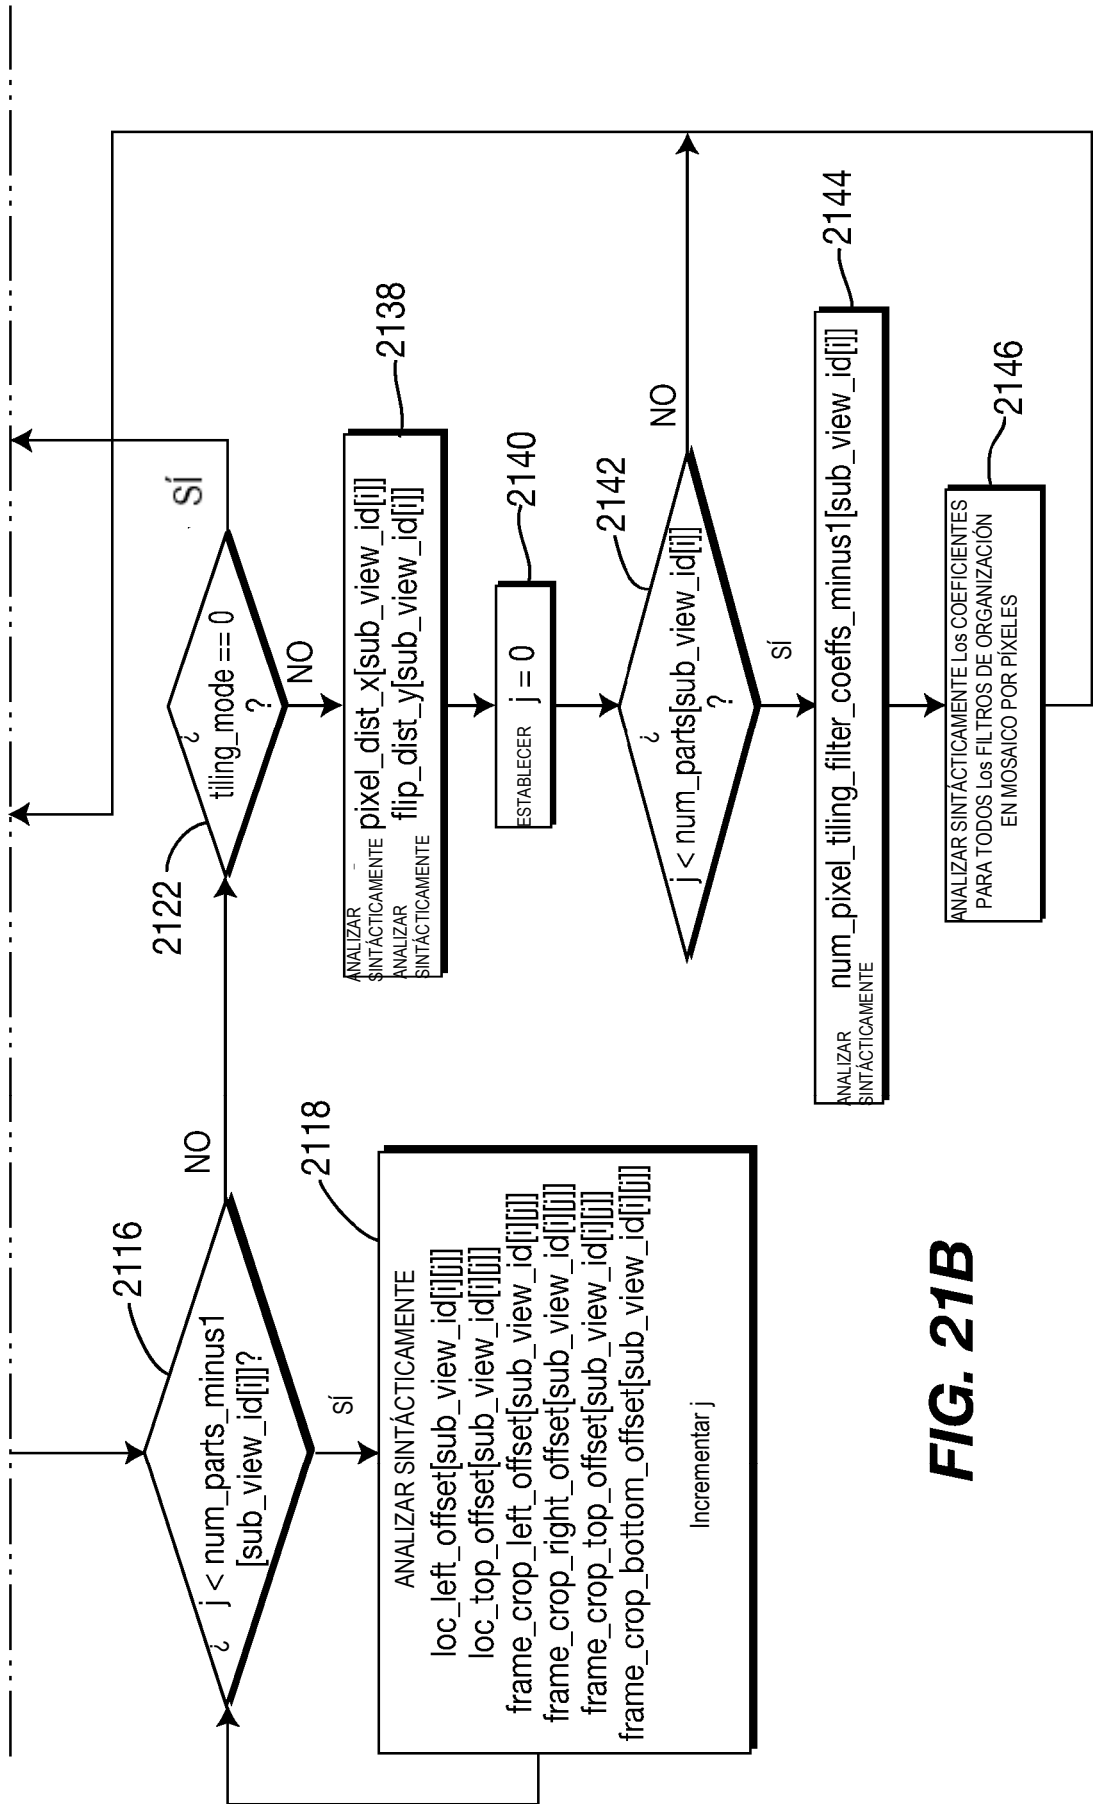 2116
¿
j < num_parts_minus1
[sub_view_id[i]]?
NO
SÍ
2118
ANALIZAR SINTÁCTICAMENTE
loc_left_offset[sub_view_id[i][j]]
loc_top_offset[sub_view_id[i][j]]
frame_crop_left_offset[sub_view_id[i][j]]
frame_crop_right_offset[sub_view_id[i][j]]
frame_crop_top_offset[sub_view_id[i][j]]
frame_crop_bottom_offset[sub_view_id[i][j]]
Incrementar j
2122
¿
tiling_mode == 0
?
SÍ
NO
2138
ANALIZAR
SINTÁCTICAMENTE pixel_dist_x[sub_view_id[i]]
ANALIZAR
SINTÁCTICAMENTE flip_dist_y[sub_view_id[i]]
2140
ESTABLECER j = 0
2142
¿
j < num_parts[sub_view_id[i]]
?
NO
SÍ
2144
ANALIZAR
SINTÁCTICAMENTE num_pixel_tiling_filter_coeffs_minus1[sub_view_id[i]]
2146
ANALIZAR SINTÁCTICAMENTE Los COEFICIENTES
PARA TODOS Los FILTROS DE ORGANIZACIÓN
EN MOSAICO POR PÍXELES
FIG. 21B